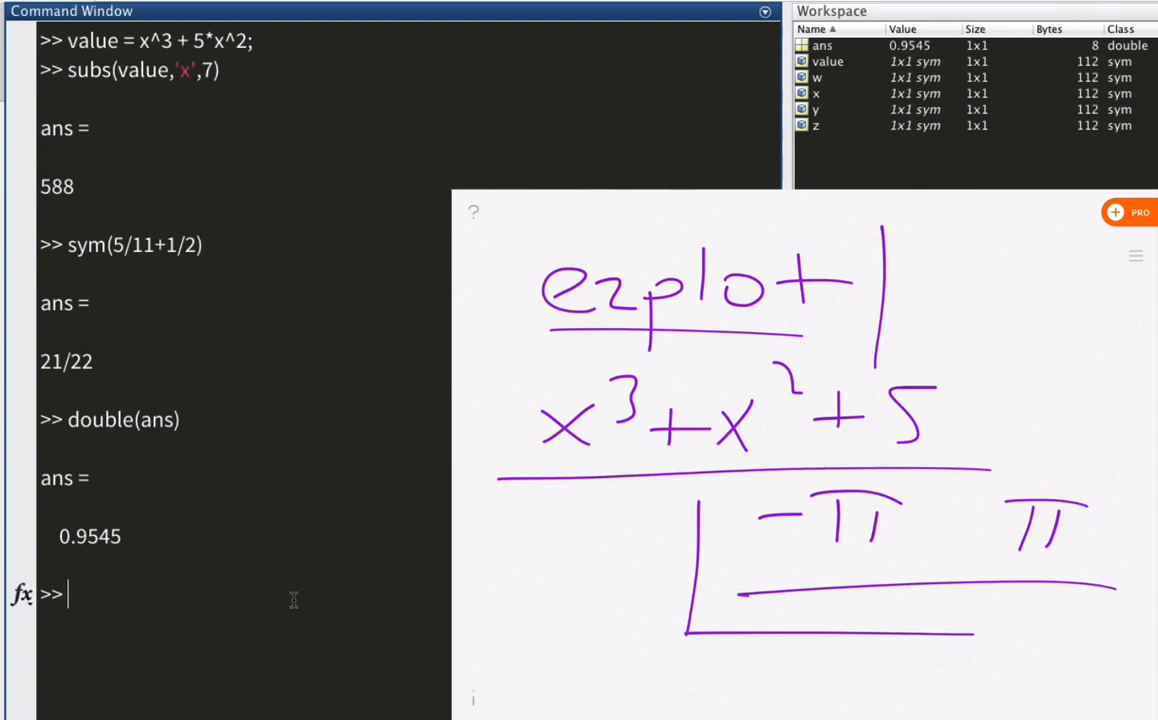 Command Window
>> value = x^3 + 5*x^2;
>> subs(value,'x',7)
ans =
588
>> sym(5/11+1/2)
ans =
21/22
>> double(ans)
ans =
0.9545
fx >>
Workspace
Name Value Size Bytes Class
ans 0.9545 1x1 8 double
value 1x1 sym 1x1 112 sym
w 1x1 sym 1x1 112 sym
x 1x1 sym 1x1 112 sym
y 1x1 sym 1x1 112 sym
z 1x1 sym 1x1 112 sym
?
PRO
ezplot
x³+x²+5
-π π
i